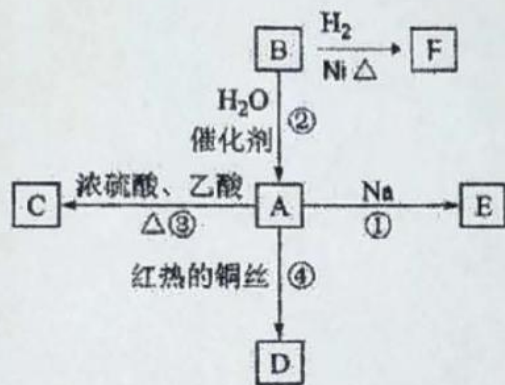 B H₂ F
Ni △
H₂O ②
催化剂
C 浓硫酸、乙酸 A Na E
△③ ①
红热的铜丝 ④
D